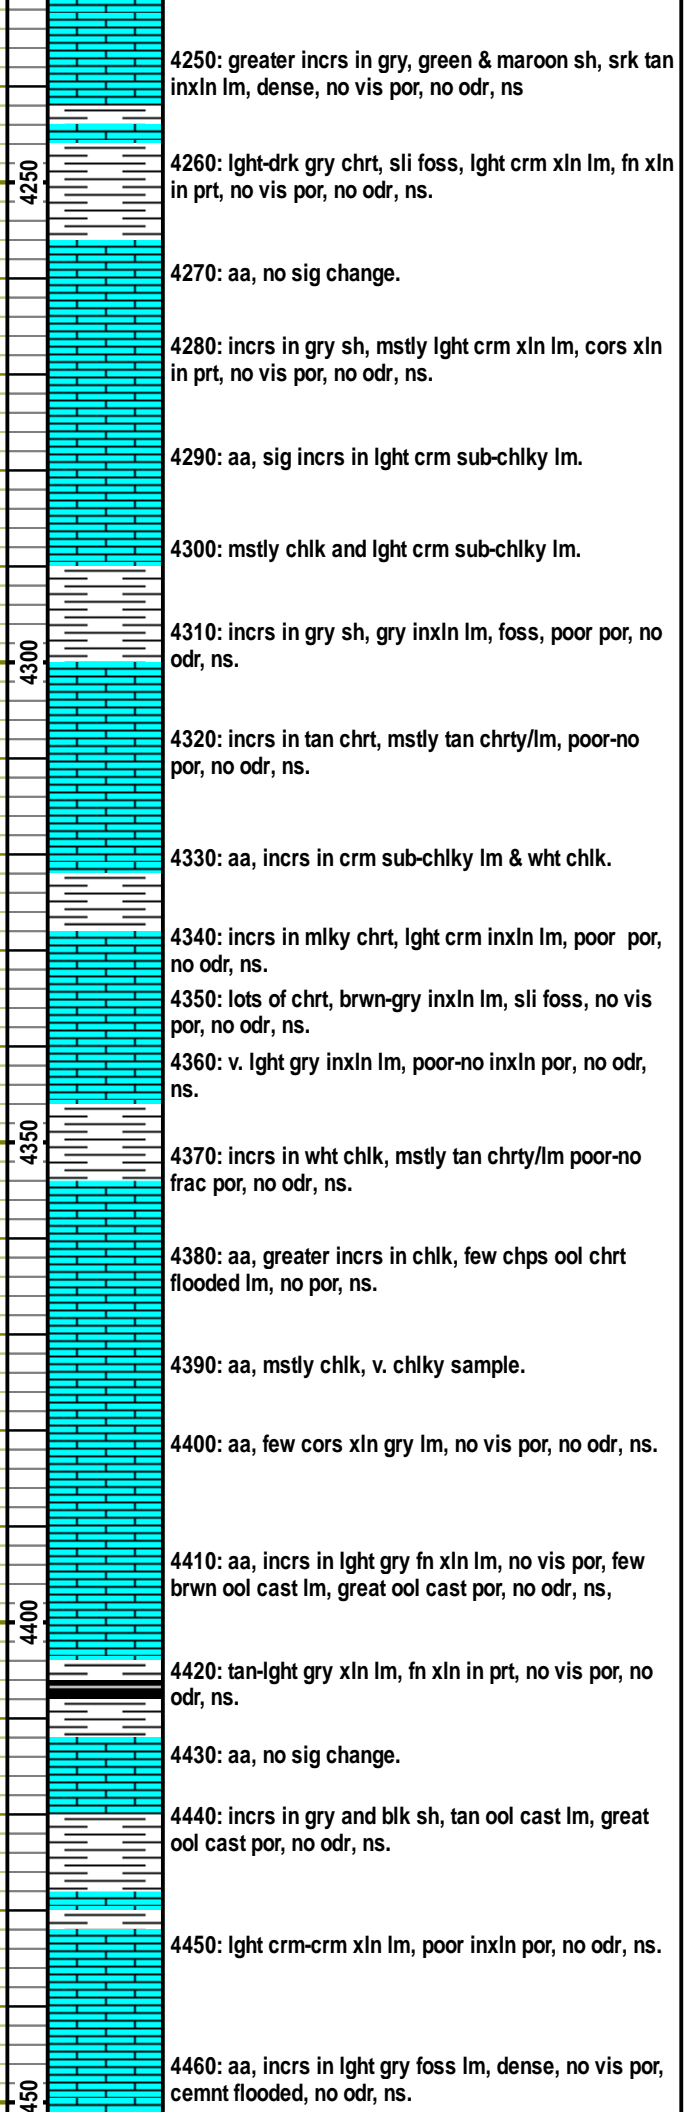 4250: greater incrs in gry, green & maroon sh, srk tan
inxln lm, dense, no vis por, no odr, ns
4260: lght-drk gry chrt, sli foss, lght crm xln lm, fn xln
in prt, no vis por, no odr, ns.
4250
4270: aa, no sig change.
4280: incrs in gry sh, mstly lght crm xln lm, cors xln
in prt, no vis por, no odr, ns.
4290: aa, sig incrs in lght crm sub-chlky lm.
4300: mstly chlk and lght crm sub-chlky lm.
4310: incrs in gry sh, gry inxln lm, foss, poor por, no
odr, ns.
4300
4320: incrs in tan chrt, mstly tan chrty/lm, poor-no
por, no odr, ns.
4330: aa, incrs in crm sub-chlky lm & wht chlk.
4340: incrs in mlky chrt, lght crm inxln lm, poor  por,
no odr, ns.
4350: lots of chrt, brwn-gry inxln lm, sli foss, no vis
por, no odr, ns.
4360: v. lght gry inxln lm, poor-no inxln por, no odr,
ns.
4350
4370: incrs in wht chlk, mstly tan chrty/lm poor-no
frac por, no odr, ns.
4380: aa, greater incrs in chlk, few chps ool chrt
flooded lm, no por, ns.
4390: aa, mstly chlk, v. chlky sample.
4400: aa, few cors xln gry lm, no vis por, no odr, ns.
4410: aa, incrs in lght gry fn xln lm, no vis por, few
brwn ool cast lm, great ool cast por, no odr, ns,
4400
4420: tan-lght gry xln lm, fn xln in prt, no vis por, no
odr, ns.
4430: aa, no sig change.
4440: incrs in gry and blk sh, tan ool cast lm, great
ool cast por, no odr, ns.
4450: lght crm-crm xln lm, poor inxln por, no odr, ns.
4460: aa, incrs in lght gry foss lm, dense, no vis por,
cemnt flooded, no odr, ns.
450